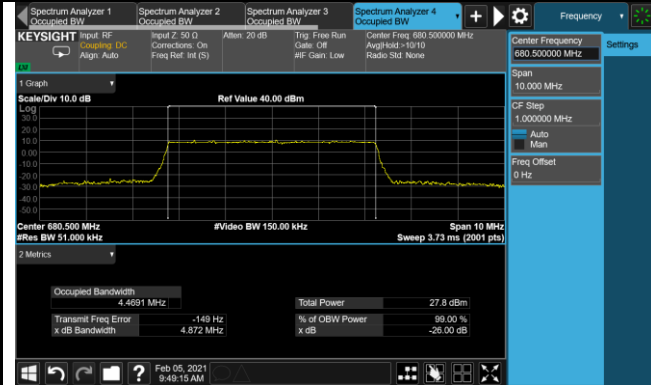 Spectrum Analyzer 1
Occupied BW
Spectrum Analyzer 2
Occupied BW
Spectrum Analyzer 3
Occupied BW
Spectrum Analyzer 4
Occupied BW
Frequency
KEYSIGHT
Input: RF
Coupling: DC
Align: Auto
Input Z: 50 Ω
Corrections: On
Freq Ref: Int (S)
Atten: 20 dB
Trig: Free Run
Gate: Off
#IF Gain: Low
Center Freq: 680.500000 MHz
Avg|Hold:>10/10
Radio Std: None
Center Frequency
680.500000 MHz
Settings
Span
10.000 MHz
CF Step
1.000000 MHz
Auto
Man
Freq Offset
0 Hz
1 Graph
Scale/Div 10.0 dB
Ref Value 40.00 dBm
Log
30.0
20.0
10.0
0.00
-10.0
-20.0
-30.0
-40.0
-50.0
Center 680.500 MHz
#Video BW 150.00 kHz
Span 10 MHz
#Res BW 51.000 kHz
Sweep 3.73 ms (2001 pts)
2 Metrics
Occupied Bandwidth
4.4691 MHz
Total Power
27.8 dBm
Transmit Freq Error
-149 Hz
% of OBW Power
99.00 %
x dB Bandwidth
4.872 MHz
x dB
-26.00 dB
?
Feb 05, 2021
9:49:15 AM